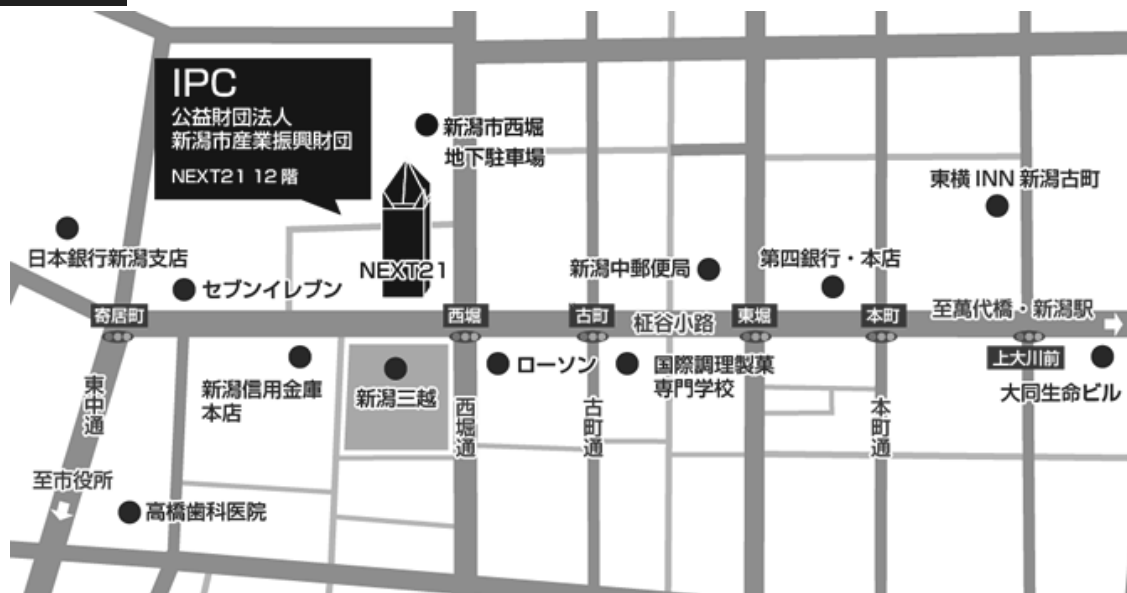 IPC
公益財団法人
新潟市産業振興財団
NEXT21 12階
新潟市西堀
地下駐車場
東横INN新潟古町
日本銀行新潟支店
セブンイレブン
NEXT21
新潟中郵便局
第四銀行・本店
寄居町
西堀
古町
柾谷小路
東堀
本町
至萬代橋・新潟駅
上大川前
東中通
新潟信用金庫
本店
新潟三越
西堀通
ローソン
古町通
国際調理製菓
専門学校
本町通
大同生命ビル
至市役所
高橋歯科医院